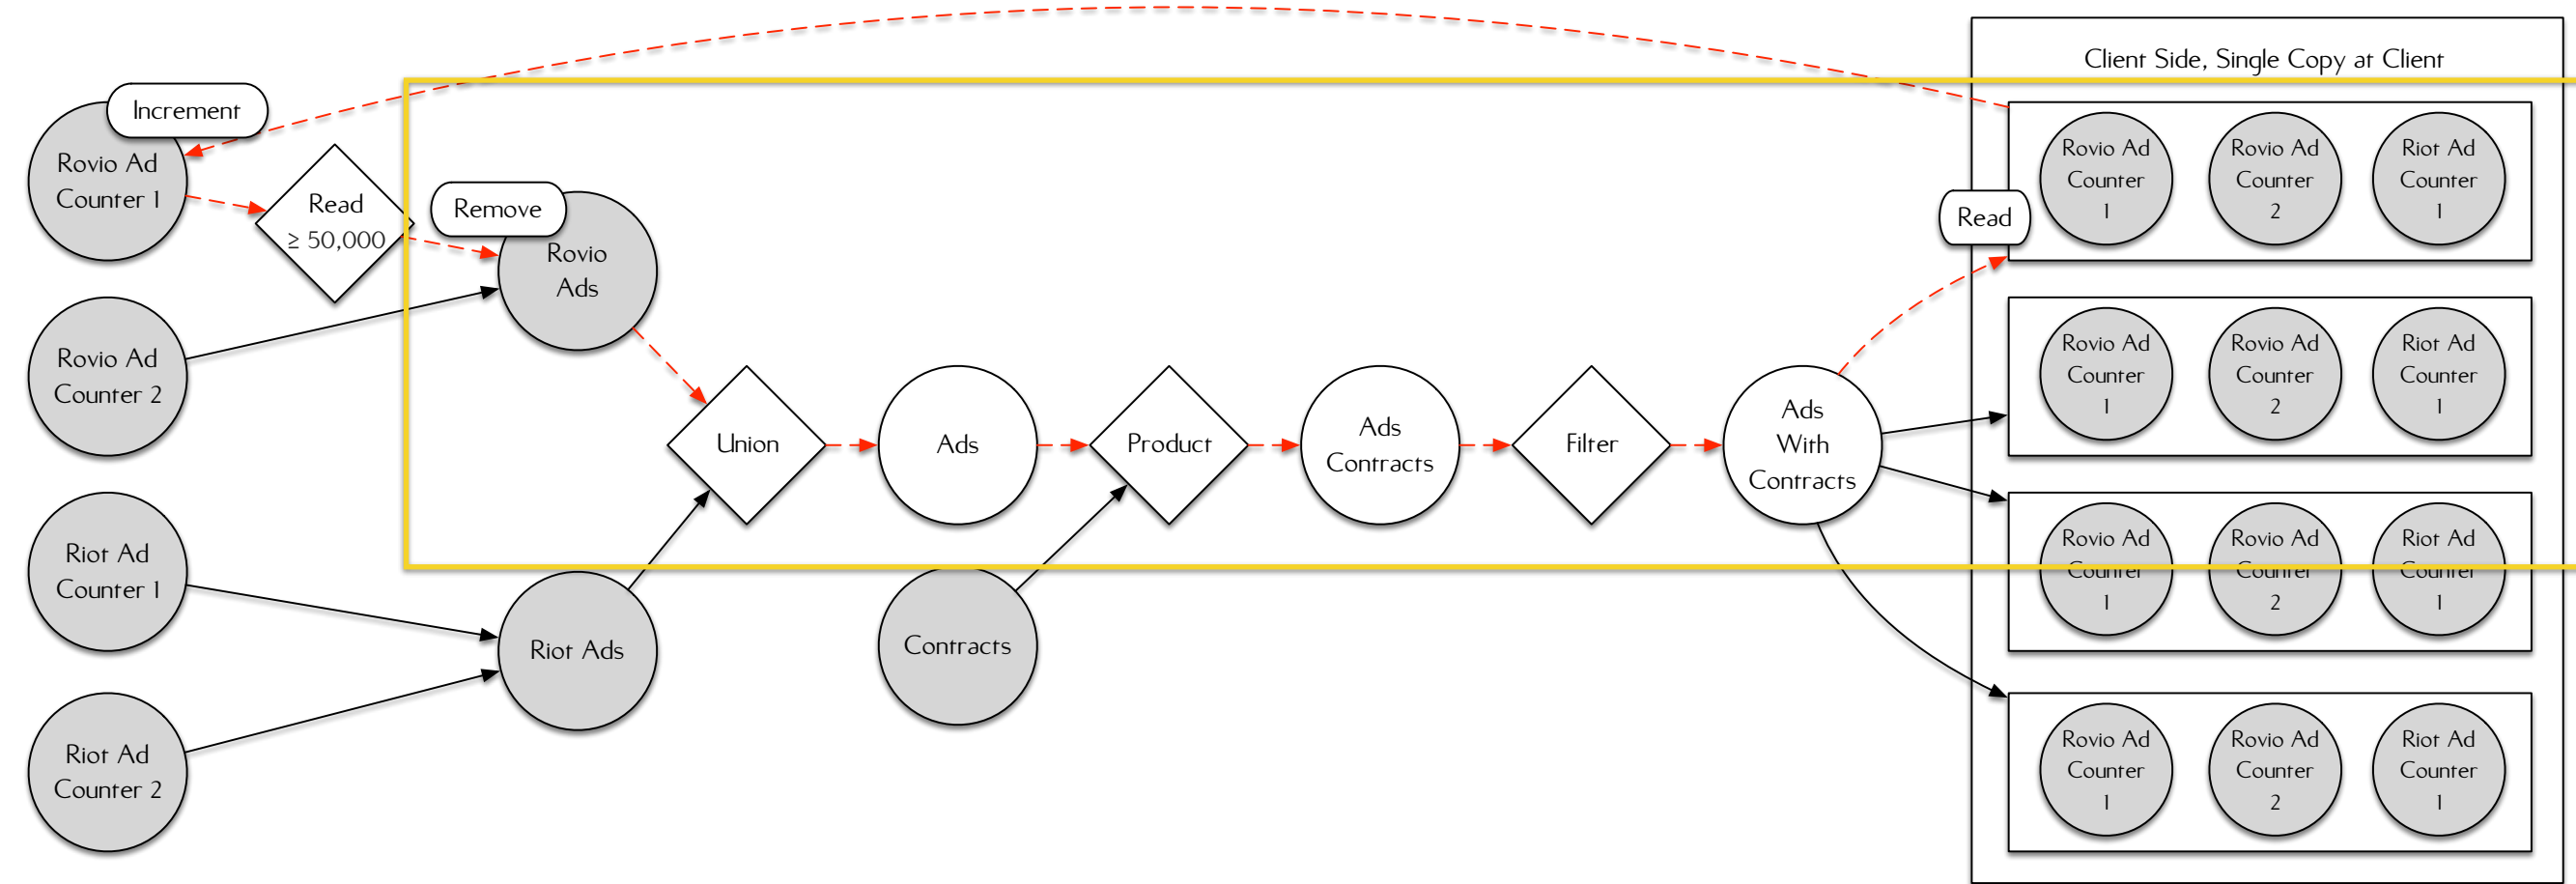 Client Side, Single Copy at Client
Increment
Rovio Ad
Counter 1
Read
≥ 50,000
Remove
Rovio
Ads
Rovio Ad
Counter 2
Riot Ad
Counter 1
Riot Ad
Counter 2
Riot Ads
Union
Ads
Contracts
Product
Ads
Contracts
Filter
Ads
With
Contracts
Read
Rovio Ad
Counter
1
Rovio Ad
Counter
2
Riot Ad
Counter
1
Rovio Ad
Counter
1
Rovio Ad
Counter
2
Riot Ad
Counter
1
Rovio Ad
Counter
1
Rovio Ad
Counter
2
Riot Ad
Counter
1
Rovio Ad
Counter
1
Rovio Ad
Counter
2
Riot Ad
Counter
1